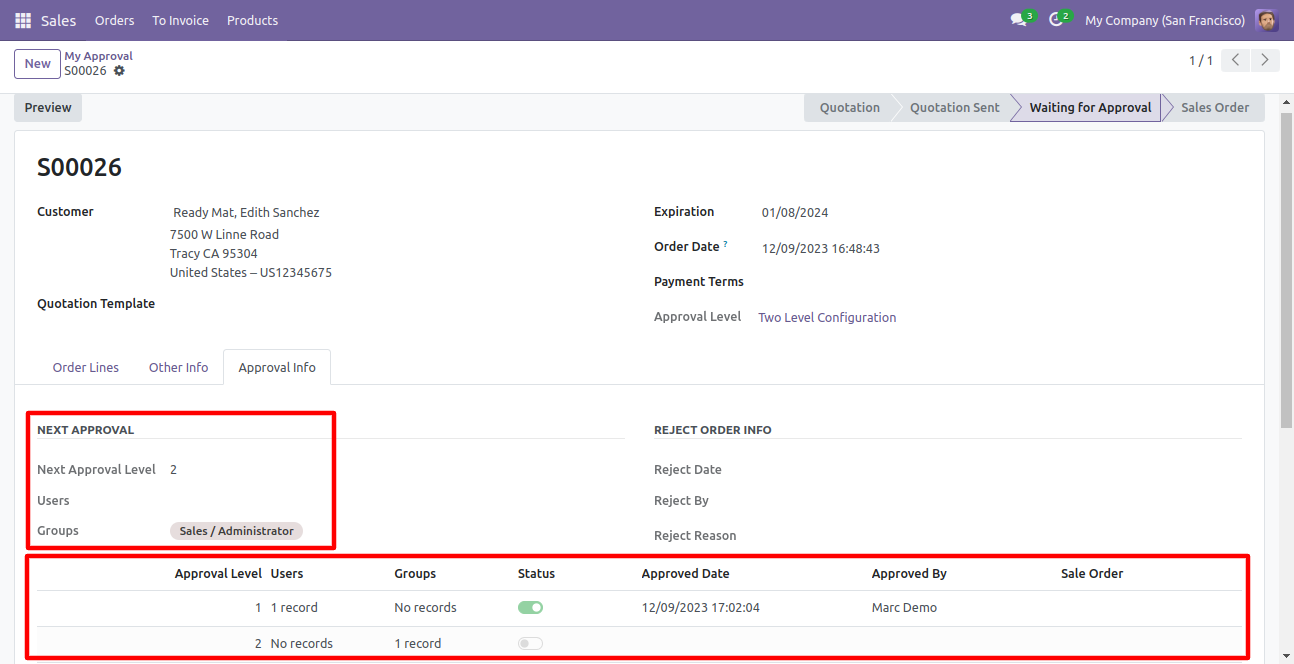 Sales Orders To Invoice Products 3 2 My Company (San Francisco)
New My Approval
S00026
1 / 1
Preview Quotation Quotation Sent Waiting for Approval Sales Order
S00026
Customer Ready Mat, Edith Sanchez
7500 W Linne Road
Tracy CA 95304
United States – US12345675
Quotation Template
Expiration 01/08/2024
Order Date ? 12/09/2023 16:48:43
Payment Terms
Approval Level Two Level Configuration
Order Lines Other Info Approval Info
NEXT APPROVAL
Next Approval Level 2
Users
Groups Sales / Administrator
REJECT ORDER INFO
Reject Date
Reject By
Reject Reason
Approval Level Users Groups Status Approved Date Approved By Sale Order
1 1 record No records 12/09/2023 17:02:04 Marc Demo
2 No records 1 record